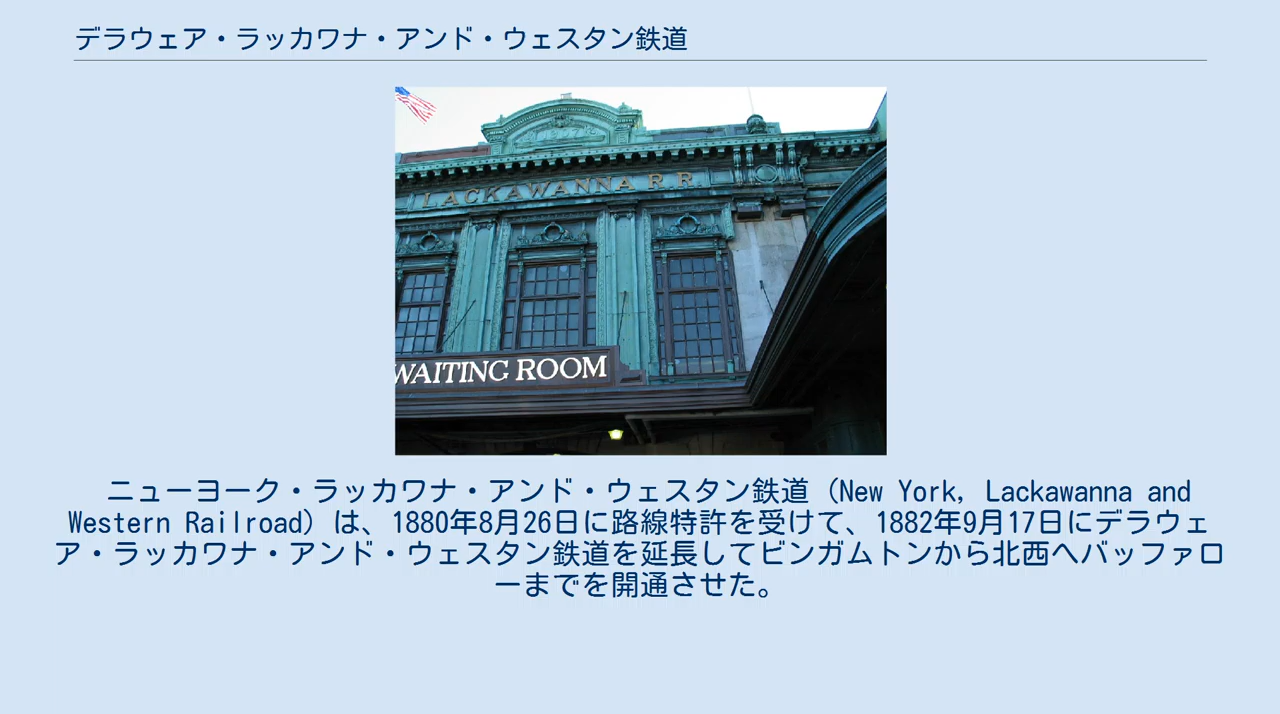 デラウェア・ラッカワナ・アンド・ウェスタン鉄道
LACKAWANNA R.R.
WAITING ROOM
ニューヨーク・ラッカワナ・アンド・ウェスタン鉄道 (New York, Lackawanna and
Western Railroad) は、1880年8月26日に路線特許を受けて、1882年9月17日にデラウェ
ア・ラッカワナ・アンド・ウェスタン鉄道を延長してビンガムトンから北西へバッファロ
ーまでを開通させた。